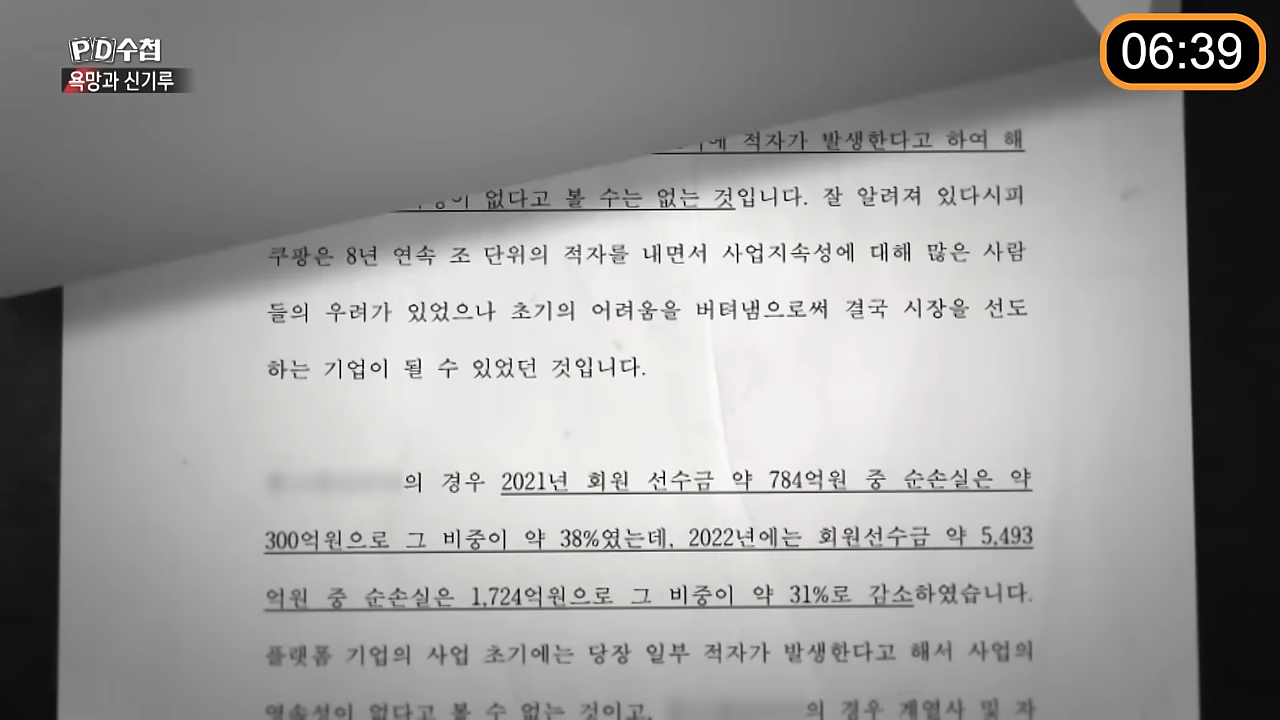 PD수첩
욕망과 신기루
06:39
적자가 발생한다고 하여 해
없다고 볼 수는 없는 것입니다. 잘 알려져 있다시피
쿠팡은 8년 연속 조 단위의 적자를 내면서 사업지속성에 대해 많은 사람
들의 우려가 있었으나 초기의 어려움을 버텨냄으로써 결국 시장을 선도
하는 기업이 될 수 있었던 것입니다.
의 경우 2021년 회원 선수금 약 784억원 중 순손실은 약
300억원으로 그 비중이 약 38%였는데, 2022년에는 회원선수금 약 5,493
억원 중 순손실은 1,724억원으로 그 비중이 약 31%로 감소하였습니다.
플랫폼 기업의 사업 초기에는 당장 일부 적자가 발생한다고 해서 사업의
영속성이 없다고 볼 수 없는 것이고, 의 경우 계열사 및 자